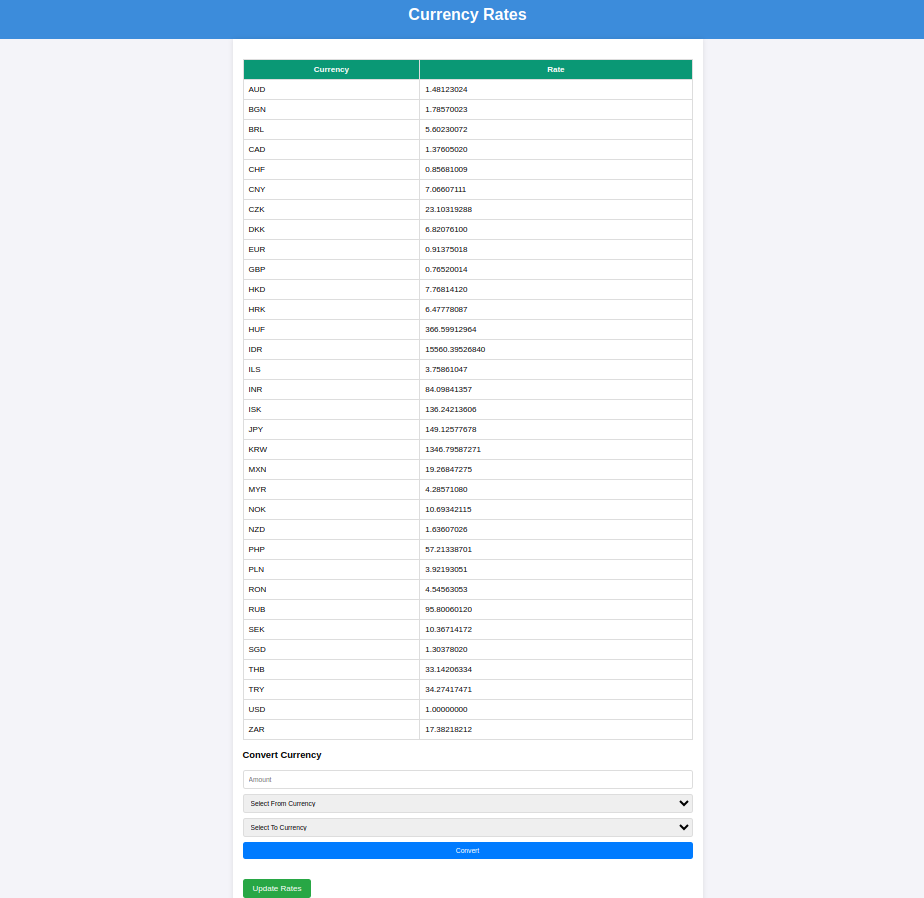 Currency Rates
Currency Rate
AUD 1.48123024
BGN 1.78570023
BRL 5.60230072
CAD 1.37605020
CHF 0.85681009
CNY 7.06607111
CZK 23.10319288
DKK 6.82076100
EUR 0.91375018
GBP 0.76520014
HKD 7.76814120
HRK 6.47778087
HUF 366.59912964
IDR 15560.39526840
ILS 3.75861047
INR 84.09841357
ISK 136.24213606
JPY 149.12577678
KRW 1346.79587271
MXN 19.26847275
MYR 4.28571080
NOK 10.69342115
NZD 1.63607026
PHP 57.21338701
PLN 3.92193051
RON 4.54563053
RUB 95.80060120
SEK 10.36714172
SGD 1.30378020
THB 33.14206334
TRY 34.27417471
USD 1.00000000
ZAR 17.38218212
Convert Currency
Amount
Select From Currency
Select To Currency
Convert
Update Rates